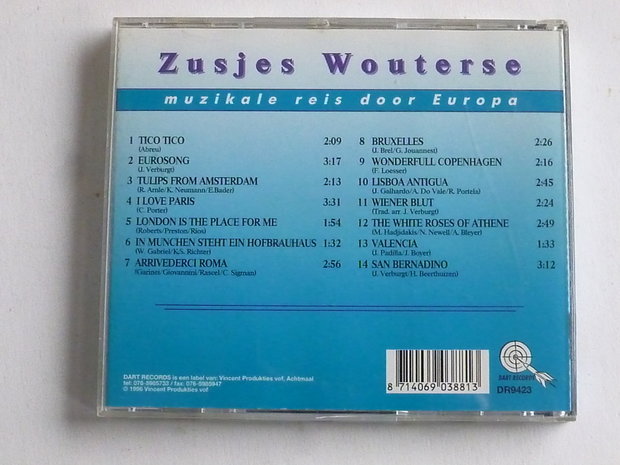 Zusjes Wouterse
muzikale reis door Europa
1 TICO TICO 2:09
(Abreu)
2 EUROSONG 3:17
(J. Verburgt)
3 TULIPS FROM AMSTERDAM 2:13
(R. Arnle/K. Neumann/E.Bader)
4 I LOVE PARIS 3:31
(C. Porter)
5 LONDON IS THE PLACE FOR ME 1:54
(Roberts/Preston/Rios)
6 IN MUNCHEN STEHT EIN HOFBRAUHAUS 1:32
(W. Gabriel/K.S. Richter)
7 ARRIVEDERCI ROMA 2:56
(Garinei/Giovannini/Rascel/C. Sigman)
8 BRUXELLES 2:26
(J. Brel/G. Jouannest)
9 WONDERFULL COPENHAGEN 2:16
(F. Loesser)
10 LISBOA ANTIGUA 2:45
(J. Galhardo/A. Do Vale/R. Portela)
11 WIENER BLUT 2:24
(Trad. arr J. Verburgt)
12 THE WHITE ROSES OF ATHENE 2:49
(M. Hadjidakis/N. Newell/A. Bleyer)
13 VALENCIA 1:33
(J. Padilla/J. Boyer)
14 SAN BERNADINO 3:12
(J. Verburgt/H. Beerthuizen)
DART RECORDS is een label van: Vincent Produkties vof, Achtmaal
tel: 076-5985733 / fax: 076-5985947
© 1996 Vincent Produkties vof
8 714069 038813
DART RECORDS
DR9423